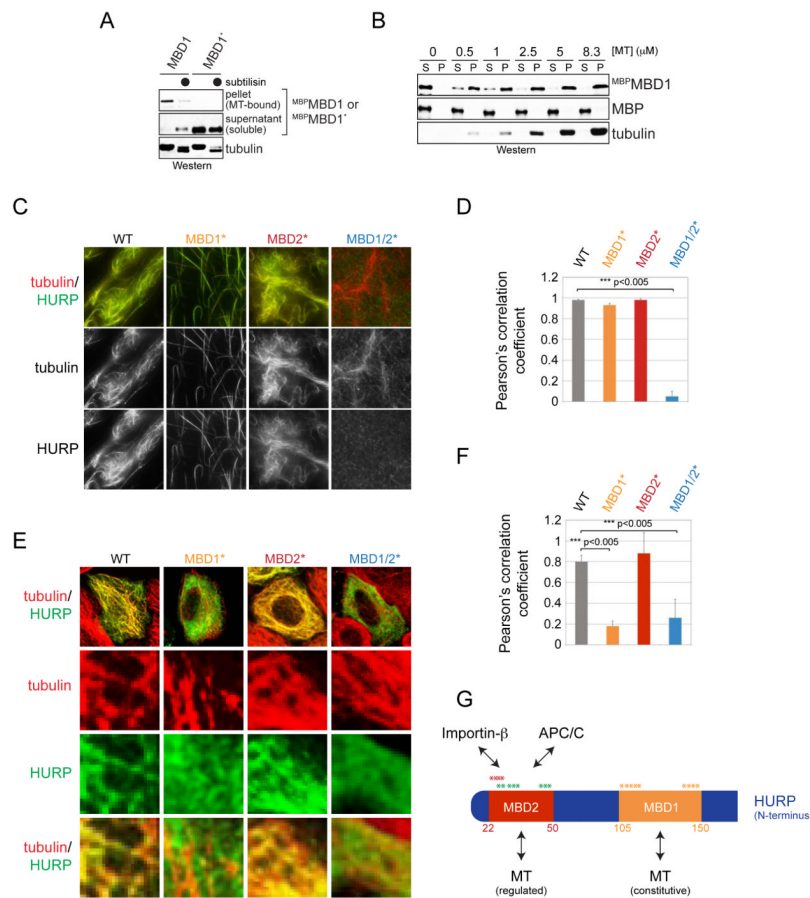 A
MBD1
MBD1*
subtilisin
pellet
(MT-bound)
supernatant
(soluble)
MBPMBD1 or
MBPMBD1*
tubulin
Western
B
0 0.5 1 2.5 5 8.3 [MT] (μM)
S P S P S P S P S P S P
MBPMBD1
MBP
tubulin
Western
C
WT MBD1* MBD2* MBD1/2*
tubulin/
HURP
tubulin
HURP
D
WT
MBD1*
MBD2*
MBD1/2*
*** p<0.005
Pearson's correlation
coefficient
1.2
1
0.8
0.6
0.4
0.2
0
E
WT MBD1* MBD2* MBD1/2*
tubulin/
HURP
tubulin
HURP
tubulin/
HURP
F
WT
MBD1*
MBD2*
MBD1/2*
*** p<0.005
*** p<0.005
Pearson's correlation
coefficient
1.2
1
0.8
0.6
0.4
0.2
0
G
Importin-β APC/C
MBD2 MBD1
HURP
(N-terminus
22 50 105 150
MT
(regulated)
MT
(constitutive)